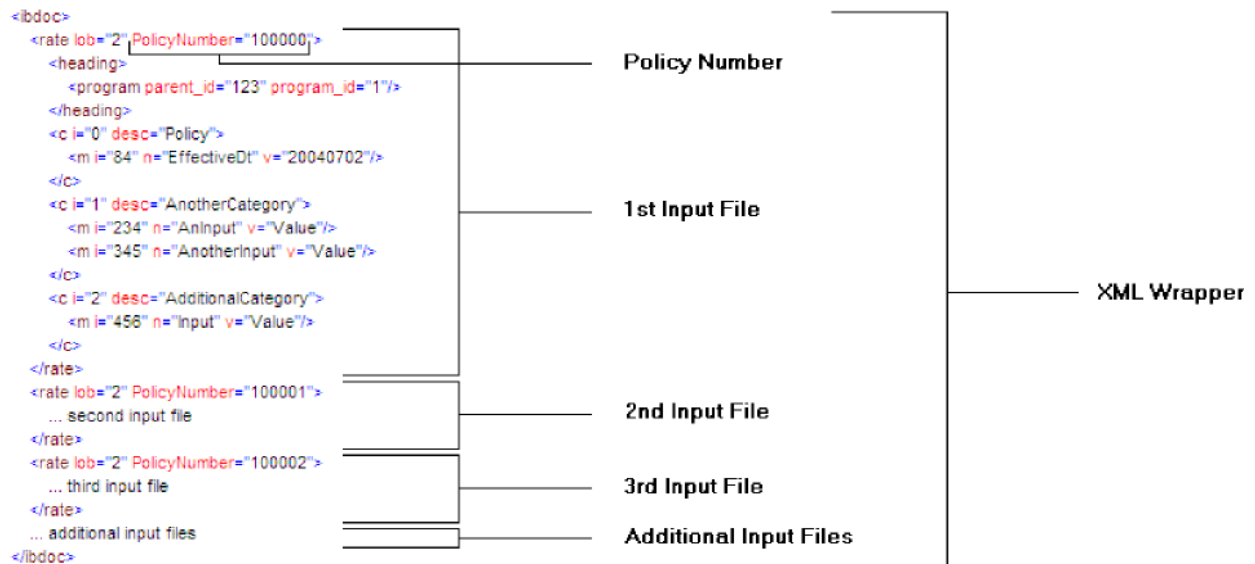 <ibdoc>
<rate lob="2" PolicyNumber="100000">
Policy Number
<heading>
<program parent_id="123" program_id="1"/>
</heading>
<c i="0" desc="Policy">
<m i="84" n="EffectiveDt" v="20040702"/>
</c>
<c i="1" desc="AnotherCategory">
1st Input File
<m i="234" n="AnInput" v="Value"/>
<m i="345" n="AnotherInput" v="Value"/>
</c>
<c i="2" desc="AdditionalCategory">
XML Wrapper
<m i="456" n="Input" v="Value"/>
</c>
</rate>
<rate lob="2" PolicyNumber="100001">
... second input file
2nd Input File
</rate>
<rate lob="2" PolicyNumber="100002">
... third input file
3rd Input File
</rate>
... additional input files
Additional Input Files
</ibdoc>